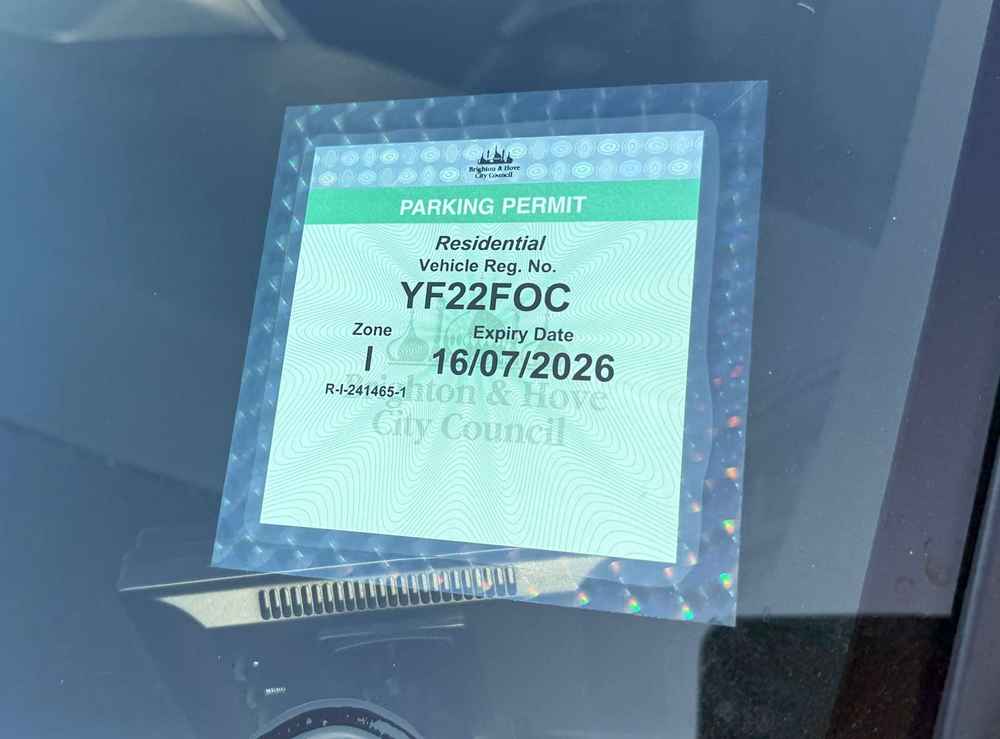 Brighton & Hove
City Council
PARKING PERMIT
Residential
Vehicle Reg. No.
YF22FOC
Zone Expiry Date
I 16/07/2026
R-I-241465-1
Brighton & Hove
City Council